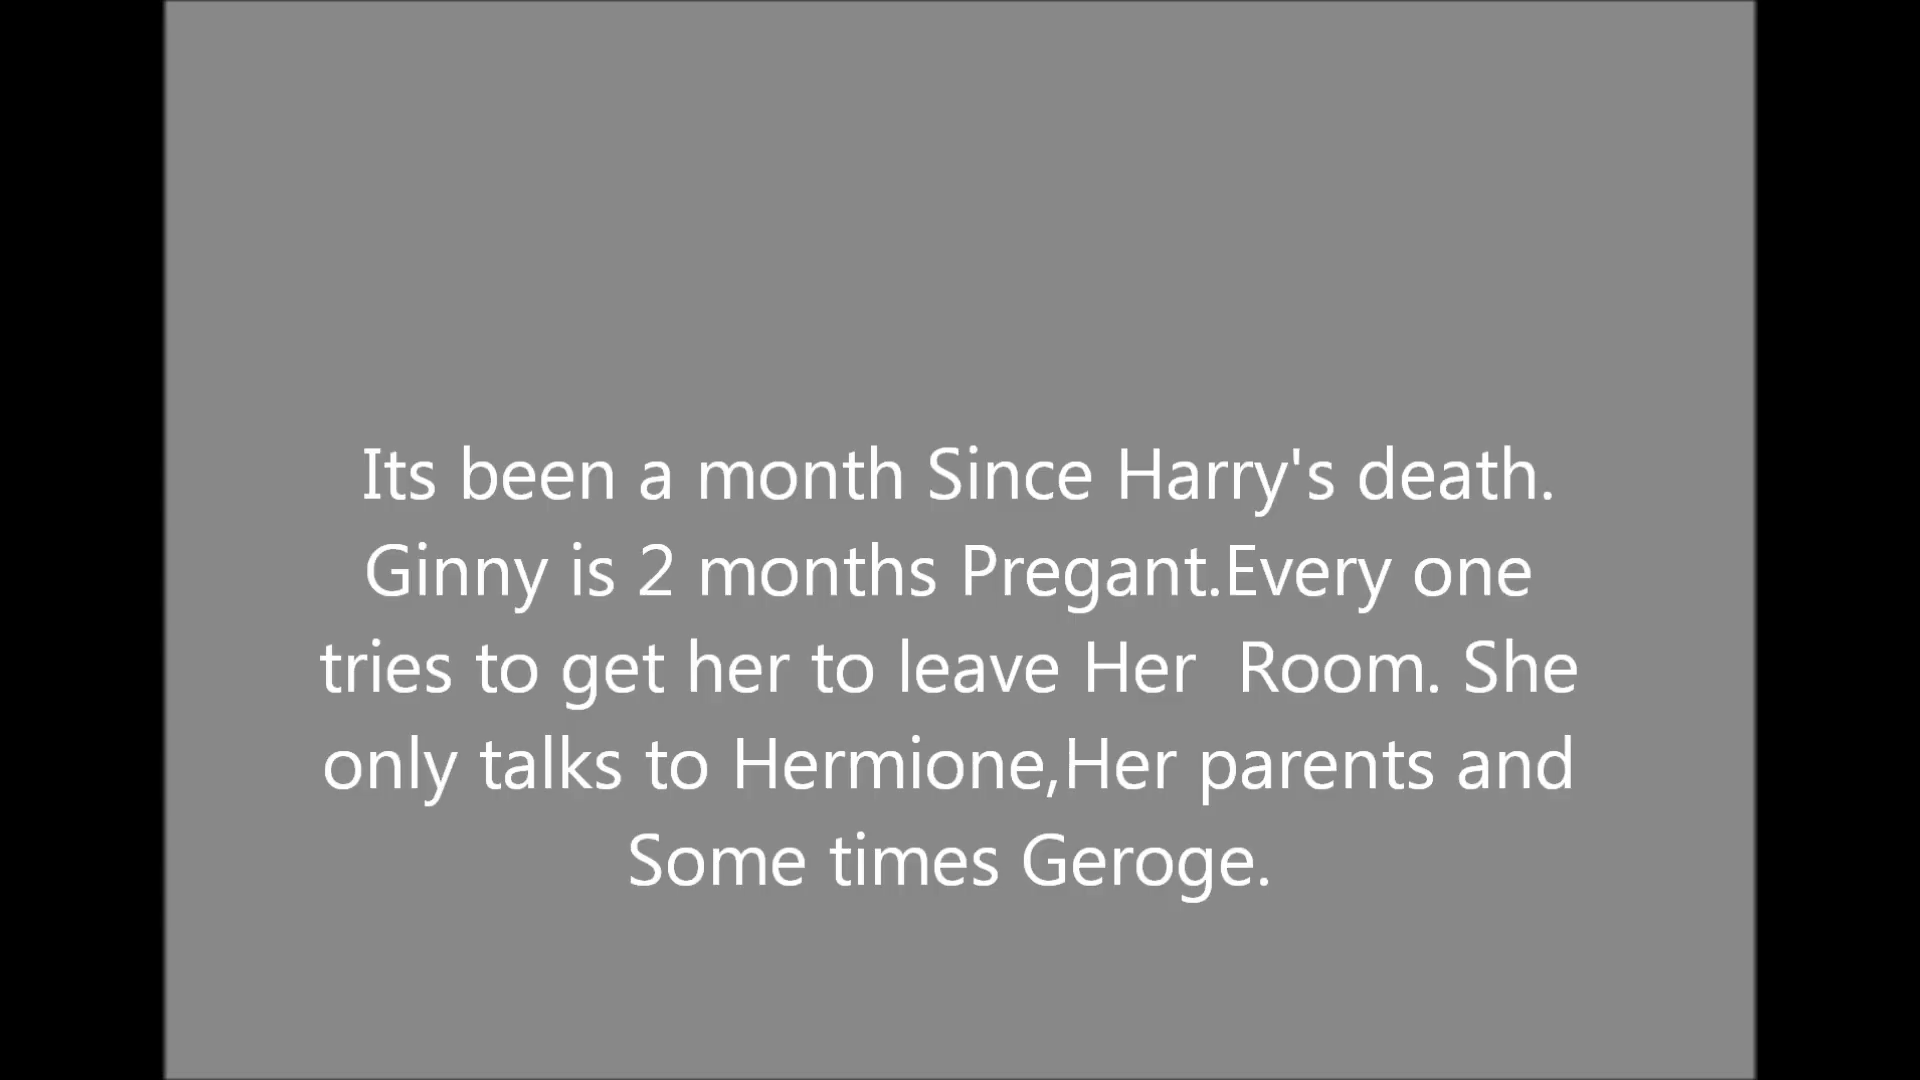 Its been a month Since Harry's death.
Ginny is 2 months Pregant.Every one
tries to get her to leave Her  Room. She
only talks to Hermione,Her parents and
Some times Geroge.